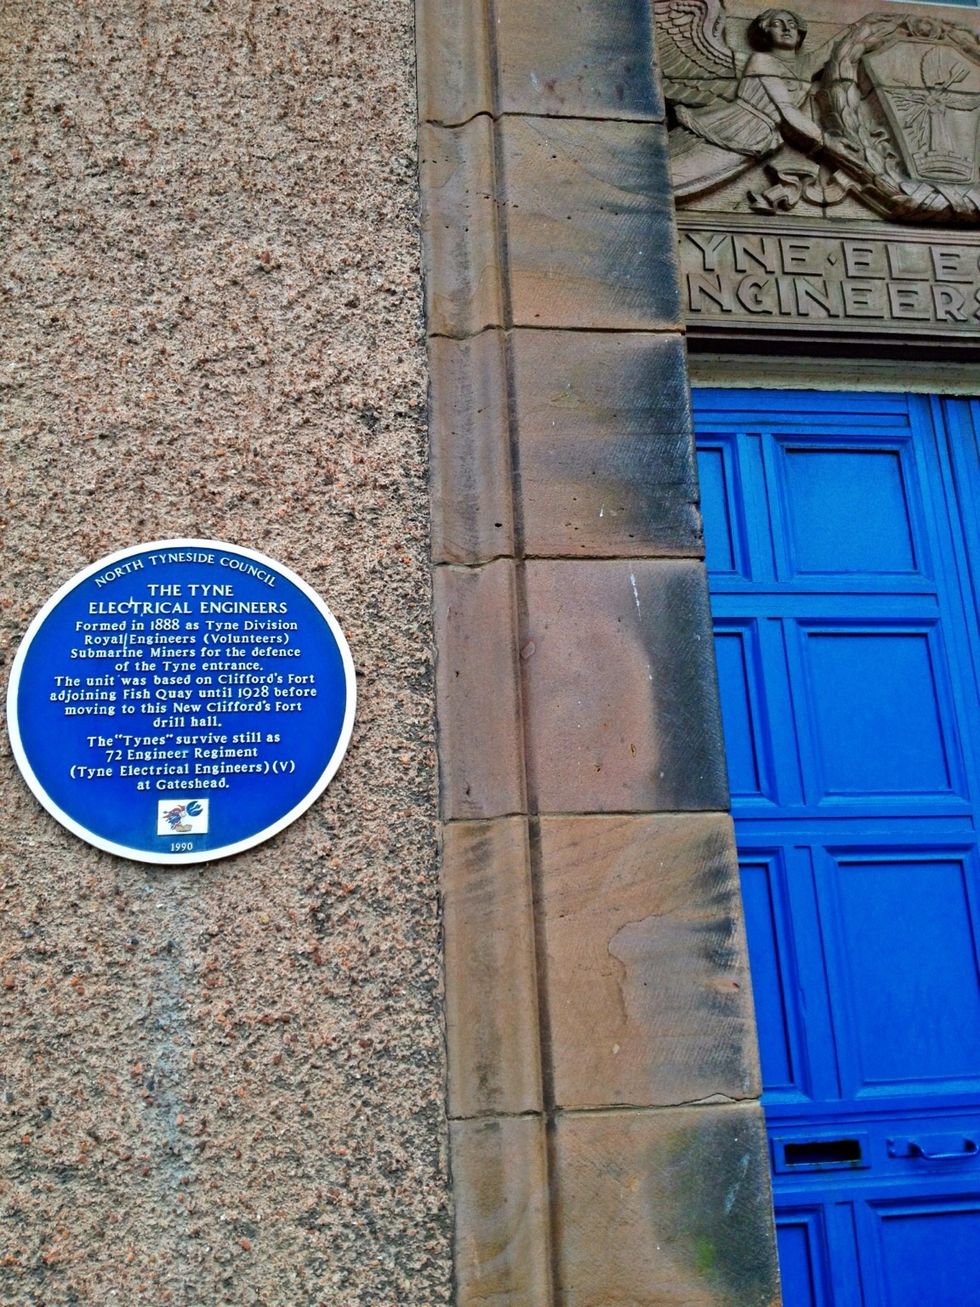 NORTH TYNESIDE COUNCIL
THE TYNE
ELECTRICAL ENGINEERS
Formed in 1888 as Tyne Division
Royal Engineers (Volunteers)
Submarine Miners for the defence
of the Tyne entrance.
The unit was based on Clifford's Fort
adjoining Fish Quay until 1928 before
moving to this New Clifford's Fort
drill hall.
The "Tynes" survive still as
72 Engineer Regiment
(Tyne Electrical Engineers)(V)
at Gateshead.
1990
YNE · ELEC
NGINEERS